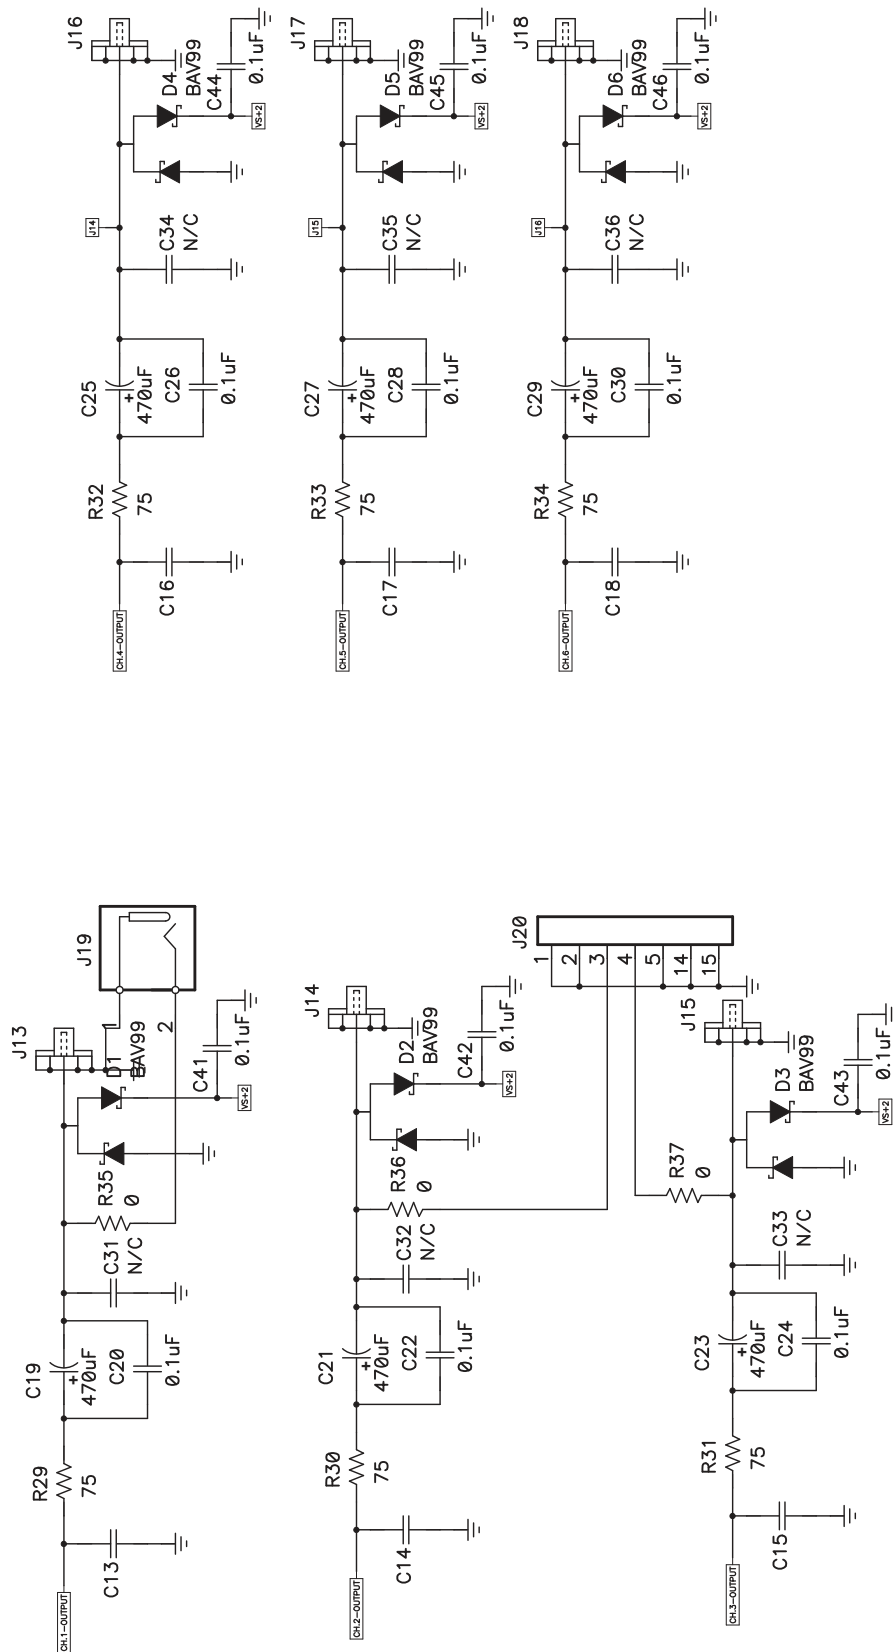 CH.1-OUTPUT
C13
R29
75
C19
+
470uF
C20
0.1uF
C31
N/C
R35
0
D1
BAV99
C41
0.1uF
VS+2
J13
1
2
J19
CH.2-OUTPUT
C14
R30
75
C21
+
470uF
C22
0.1uF
C32
N/C
R36
0
D2
BAV99
C42
0.1uF
VS+2
J14
J20
1
2
3
4
5
14
15
CH.3-OUTPUT
C15
R31
75
C23
+
470uF
C24
0.1uF
C33
N/C
R37
0
D3
BAV99
C43
0.1uF
VS+2
J15
CH.4-OUTPUT
C16
R32
75
C25
+
470uF
C26
0.1uF
C34
N/C
J14
D4
BAV99
C44
0.1uF
VS+2
J16
CH.5-OUTPUT
C17
R33
75
C27
+
470uF
C28
0.1uF
C35
N/C
J15
D5
BAV99
C45
0.1uF
VS+2
J17
CH.6-OUTPUT
C18
R34
75
C29
+
470uF
C30
0.1uF
C36
N/C
J16
D6
BAV99
C46
0.1uF
VS+2
J18